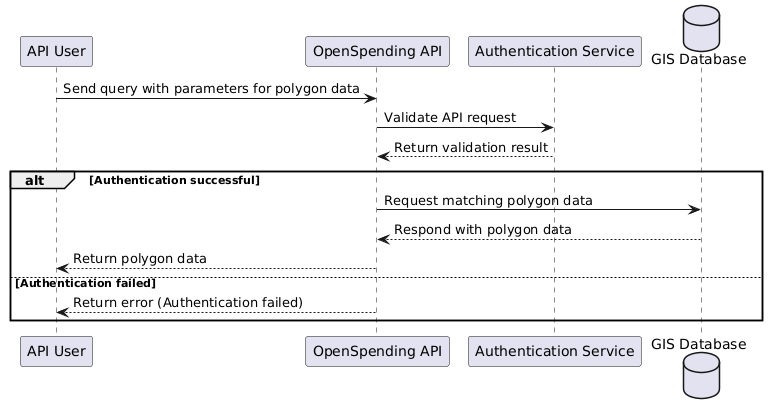 API User
OpenSpending API
Authentication Service
GIS Database
Send query with parameters for polygon data
Validate API request
Return validation result
alt
[Authentication successful]
Request matching polygon data
Respond with polygon data
Return polygon data
[Authentication failed]
Return error (Authentication failed)
API User
OpenSpending API
Authentication Service
GIS Database